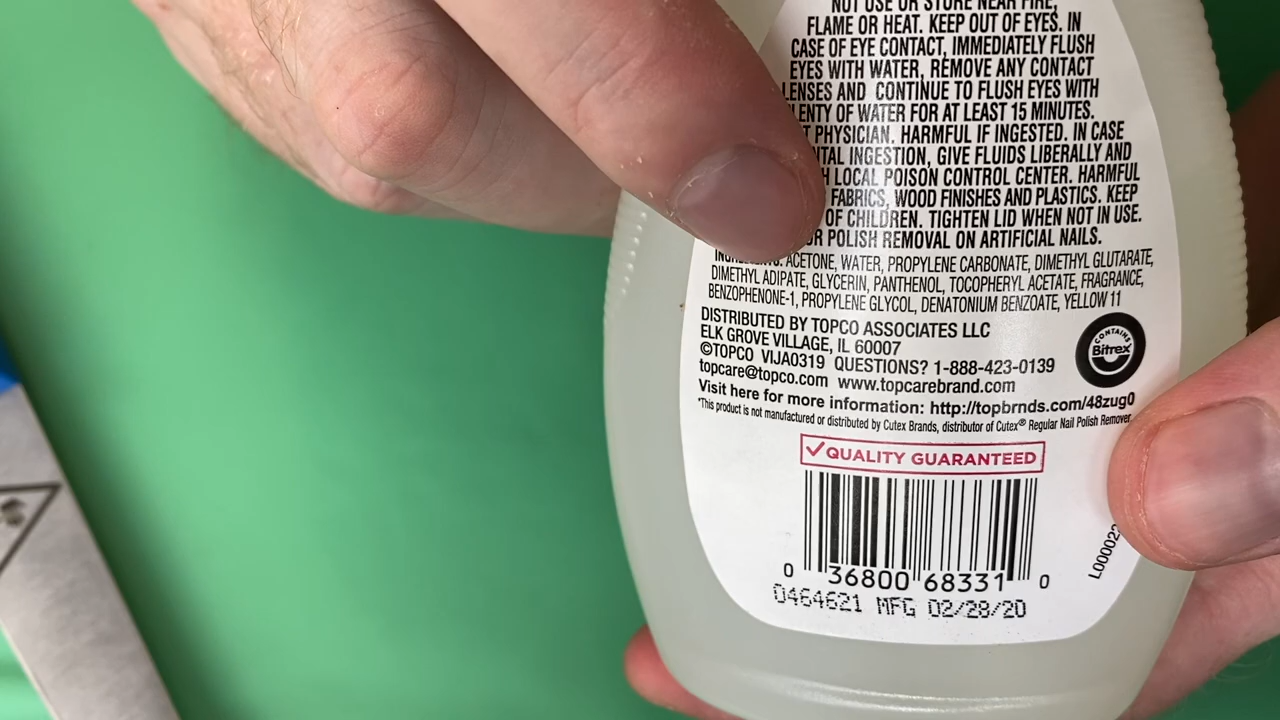 NOT USE OR STORE NEAR FIRE,
FLAME OR HEAT. KEEP OUT OF EYES. IN
CASE OF EYE CONTACT, IMMEDIATELY FLUSH
EYES WITH WATER, REMOVE ANY CONTACT
LENSES AND CONTINUE TO FLUSH EYES WITH
PLENTY OF WATER FOR AT LEAST 15 MINUTES.
PHYSICIAN. HARMFUL IF INGESTED. IN CASE
INGESTION, GIVE FLUIDS LIBERALLY AND
LOCAL POISON CONTROL CENTER. HARMFUL
FABRICS, WOOD FINISHES AND PLASTICS. KEEP
OF CHILDREN. TIGHTEN LID WHEN NOT IN USE.
POLISH REMOVAL ON ARTIFICIAL NAILS.
ACETONE, WATER, PROPYLENE CARBONATE, DIMETHYL GLUTARATE,
DIMETHYL ADIPATE, GLYCERIN, PANTHENOL, TOCOPHERYL ACETATE, FRAGRANCE,
BENZOPHENONE-1, PROPYLENE GLYCOL, DENATONIUM BENZOATE, YELLOW 11
DISTRIBUTED BY TOPCO ASSOCIATES LLC
ELK GROVE VILLAGE, IL 60007
©TOPCO VIJA0319 QUESTIONS? 1-888-423-0139
topcare@topco.com www.topcarebrand.com
Visit here for more information: http://topbrnds.com/48zug0
*This product is not manufactured or distributed by Cutex Brands, distributor of Cutex® Regular Nail Polish Remover.
CONTAINS
Bitrex
QUALITY GUARANTEED
0 36800 68331 0
0464621 MFG 02/28/20